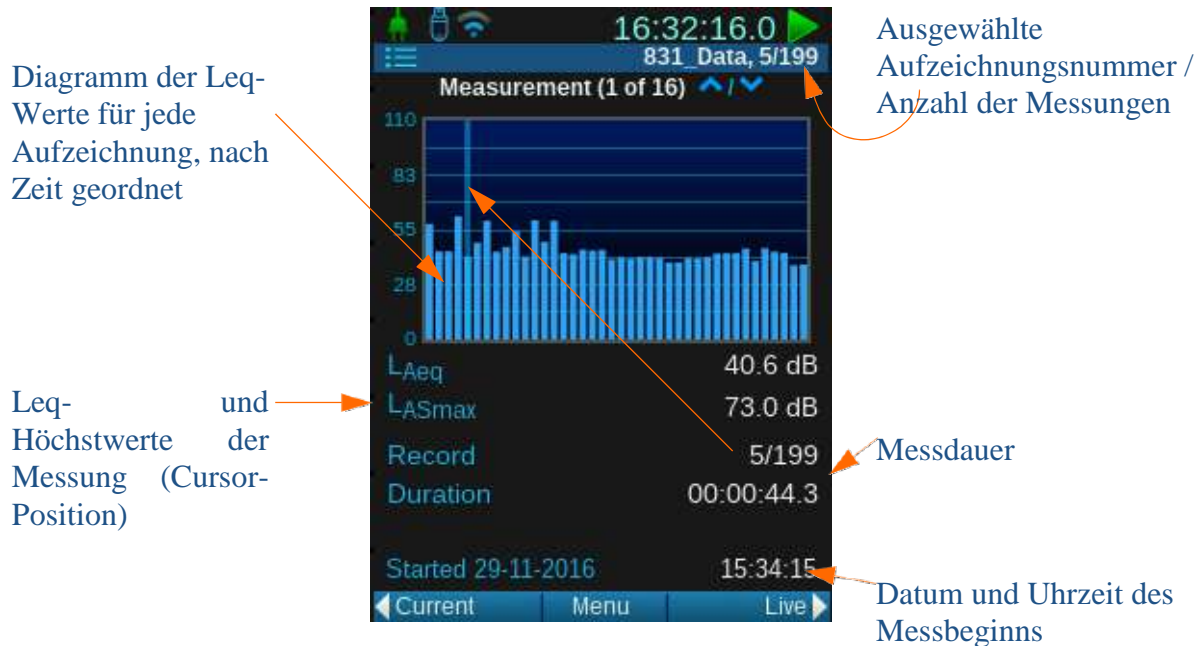 16:32:16.0
831_Data, 5/199
Measurement (1 of 16) /
110
83
55
28
0
LAeq 40.6 dB
LASmax 73.0 dB
Record 5/199
Duration 00:00:44.3
Started 29-11-2016 15:34:15
Current Menu Live
Diagramm der Leq-
Werte für jede
Aufzeichnung, nach
Zeit geordnet
Leq- und
Höchstwerte der
Messung (Cursor-
Position)
Ausgewählte
Aufzeichnungsnummer /
Anzahl der Messungen
Messdauer
Datum und Uhrzeit des
Messbeginns